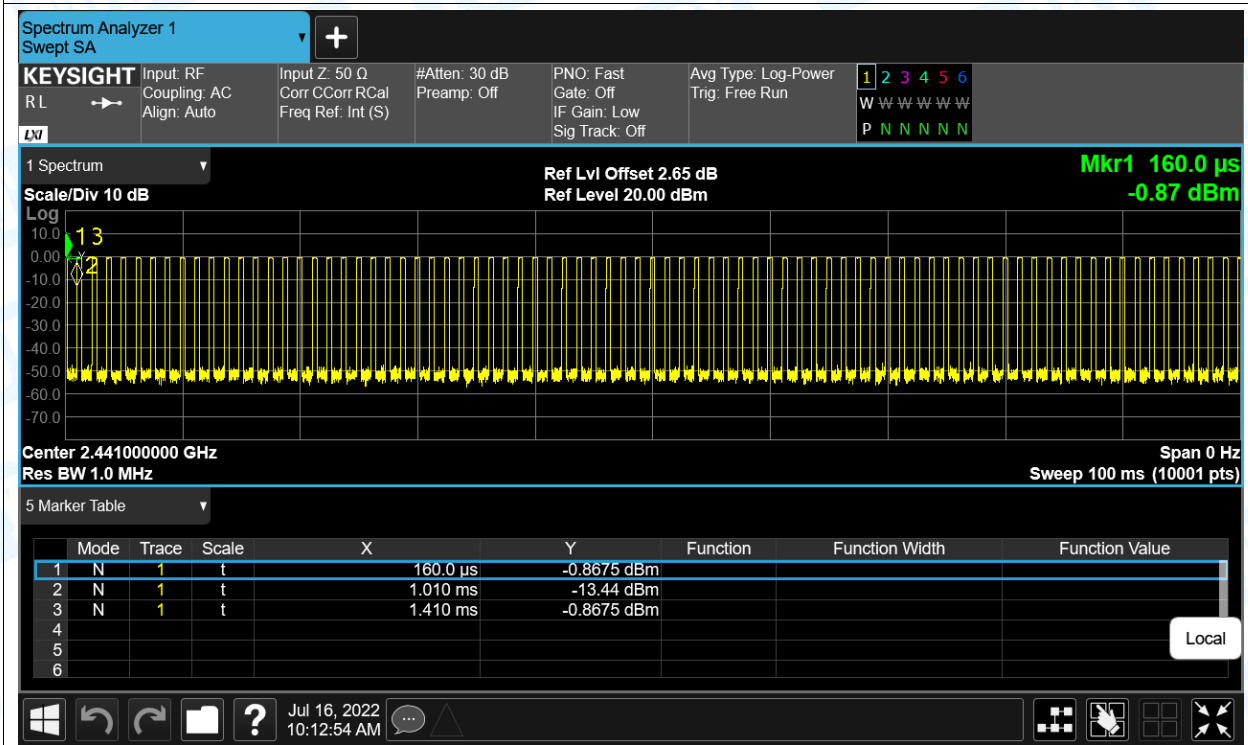 Spectrum Analyzer 1
Swept SA
KEYSIGHT
R L
LXI
Input: RF
Coupling: AC
Align: Auto
Input Z: 50 Ω
Corr CCorr RCal
Freq Ref: Int (S)
#Atten: 30 dB
Preamp: Off
PNO: Fast
Gate: Off
IF Gain: Low
Sig Track: Off
Avg Type: Log-Power
Trig: Free Run
1 2 3 4 5 6
W W W W W W
P N N N N N
1 Spectrum
Scale/Div 10 dB
Ref Lvl Offset 2.65 dB
Ref Level 20.00 dBm
Mkr1 160.0 µs
-0.87 dBm
Log
10.0
0.00
-10.0
-20.0
-30.0
-40.0
-50.0
-60.0
-70.0
1 3
2
Center 2.441000000 GHz
Res BW 1.0 MHz
Span 0 Hz
Sweep 100 ms (10001 pts)
5 Marker Table
Mode Trace Scale X Y Function Function Width Function Value
1 N 1 t 160.0 µs -0.8675 dBm
2 N 1 t 1.010 ms -13.44 dBm
3 N 1 t 1.410 ms -0.8675 dBm
4
5
6
Local
?
Jul 16, 2022
10:12:54 AM